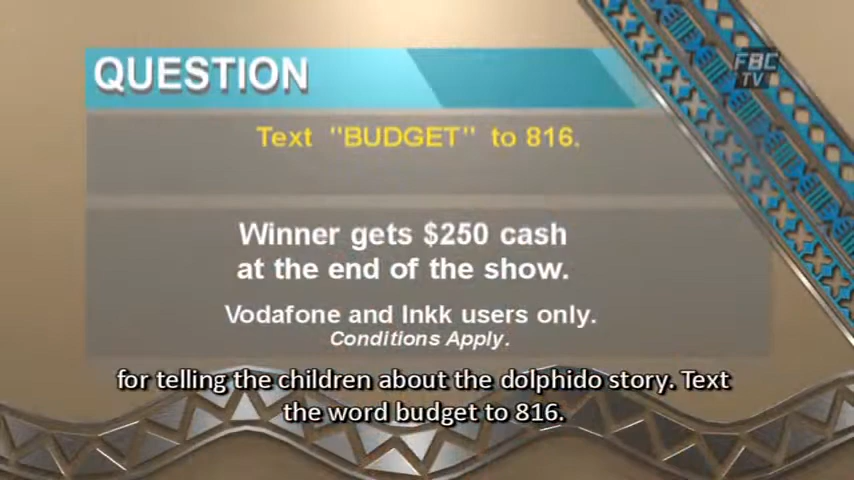 FBC
TV
QUESTION
Text "BUDGET" to 816.
Winner gets $250 cash
at the end of the show.
Vodafone and Inkk users only.
Conditions Apply.
for telling the children about the dolphido story. Text
the word budget to 816.